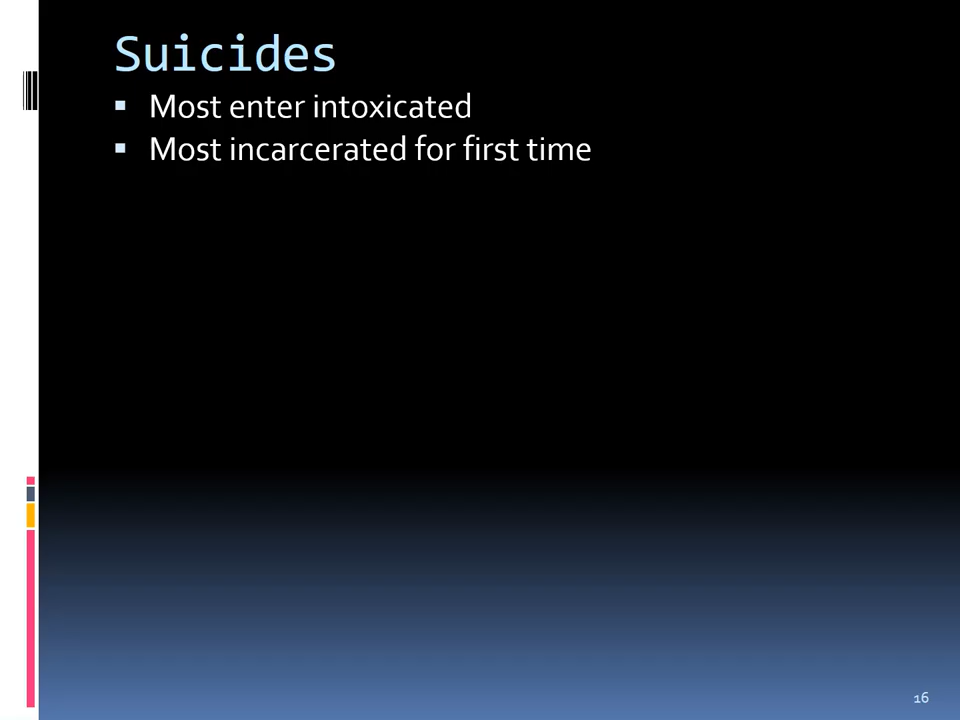 Suicides
▪ Most enter intoxicated
▪ Most incarcerated for first time
16